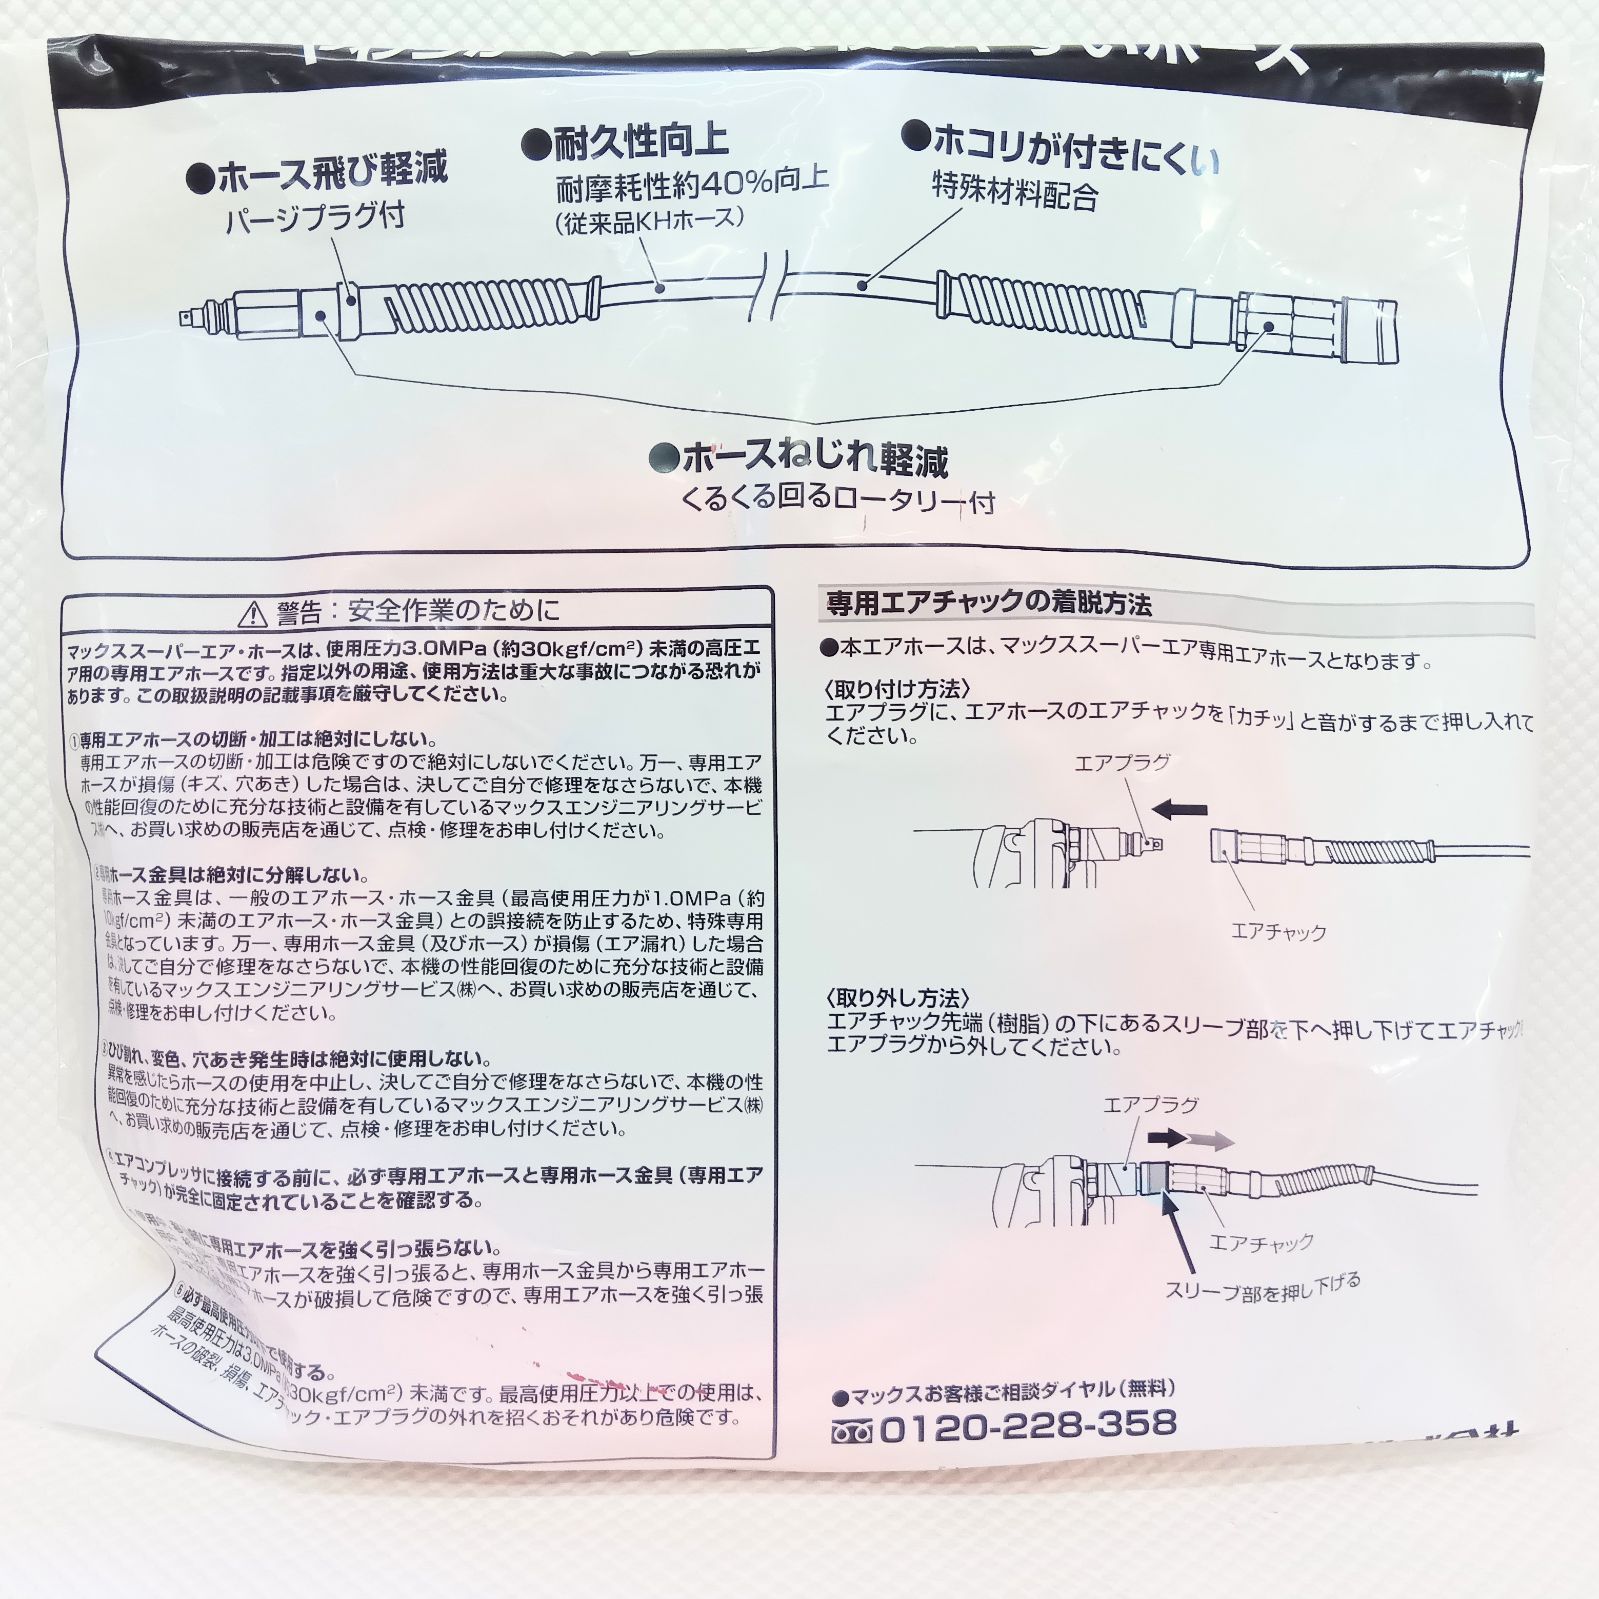 ●ホース飛び軽減
パージプラグ付
●耐久性向上
耐摩耗性約40%向上
(従来品KHホース)
●ホコリが付きにくい
特殊材料配合
●ホースねじれ軽減
くるくる回るロータリー付
⚠ 警告：安全作業のために
マックススーパーエア・ホースは、使用圧力3.0MPa（約30kgf/cm²）未満の高圧エ
ア用の専用エアホースです。指定以外の用途、使用方法は重大な事故につながる恐れが
あります。この取扱説明の記載事項を厳守してください。
①専用エアホースの切断・加工は絶対にしない。
専用エアホースの切断・加工は危険ですので絶対にしないでください。万一、専用エア
ホースが損傷（キズ、穴あき）した場合は、決してご自分で修理をなさらないで、本機
の性能回復のために充分な技術と設備を有しているマックスエンジニアリングサービ
ス㈱へ、お買い求めの販売店を通じて、点検・修理をお申し付けください。
②専用ホース金具は絶対に分解しない。
専用ホース金具は、一般のエアホース・ホース金具（最高使用圧力が1.0MPa（約
10kgf/cm²）未満のエアホース・ホース金具）との誤接続を防止するため、特殊専用
金具となっています。万一、専用ホース金具（及びホース）が損傷（エア漏れ）した場合
は、決してご自分で修理をなさらないで、本機の性能回復のために充分な技術と設備
を有しているマックスエンジニアリングサービス㈱へ、お買い求めの販売店を通じて、
点検・修理をお申し付けください。
③ひび割れ、変色、穴あき発生時は絶対に使用しない。
異常を感じたらホースの使用を中止し、決してご自分で修理をなさらないで、本機の性
能回復のために充分な技術と設備を有しているマックスエンジニアリングサービス㈱
へ、お買い求めの販売店を通じて、点検・修理をお申し付けください。
④エアコンプレッサに接続する前に、必ず専用エアホースと専用ホース金具（専用エア
チャック）が完全に固定されていることを確認する。
に専用エアホースを強く引っ張らない。
専用エアホースを強く引っ張ると、専用ホース金具から専用エアホー
ホースが破損して危険ですので、専用エアホースを強く引っ張
⑥必ず最高使用圧力 で使用する。
最高使用圧力は3.0MPa（約30kgf/cm²）未満です。最高使用圧力以上での使用は、
ホースの破裂、損傷、エアチャック・エアプラグの外れを招くおそれがあり危険です。
専用エアチャックの着脱方法
●本エアホースは、マックススーパーエア専用エアホースとなります。
〈取り付け方法〉
エアプラグに、エアホースのエアチャックを「カチッ」と音がするまで押し入れて
ください。
エアプラグ
エアチャック
〈取り外し方法〉
エアチャック先端（樹脂）の下にあるスリーブ部を下へ押し下げてエアチャックを
エアプラグから外してください。
エアプラグ
エアチャック
スリーブ部を押し下げる
●マックスお客様ご相談ダイヤル（無料）
0120-228-358